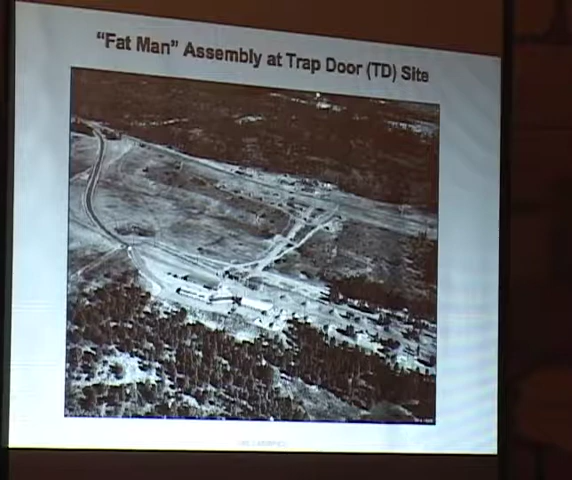 “Fat Man” Assembly at Trap Door (TD) Site